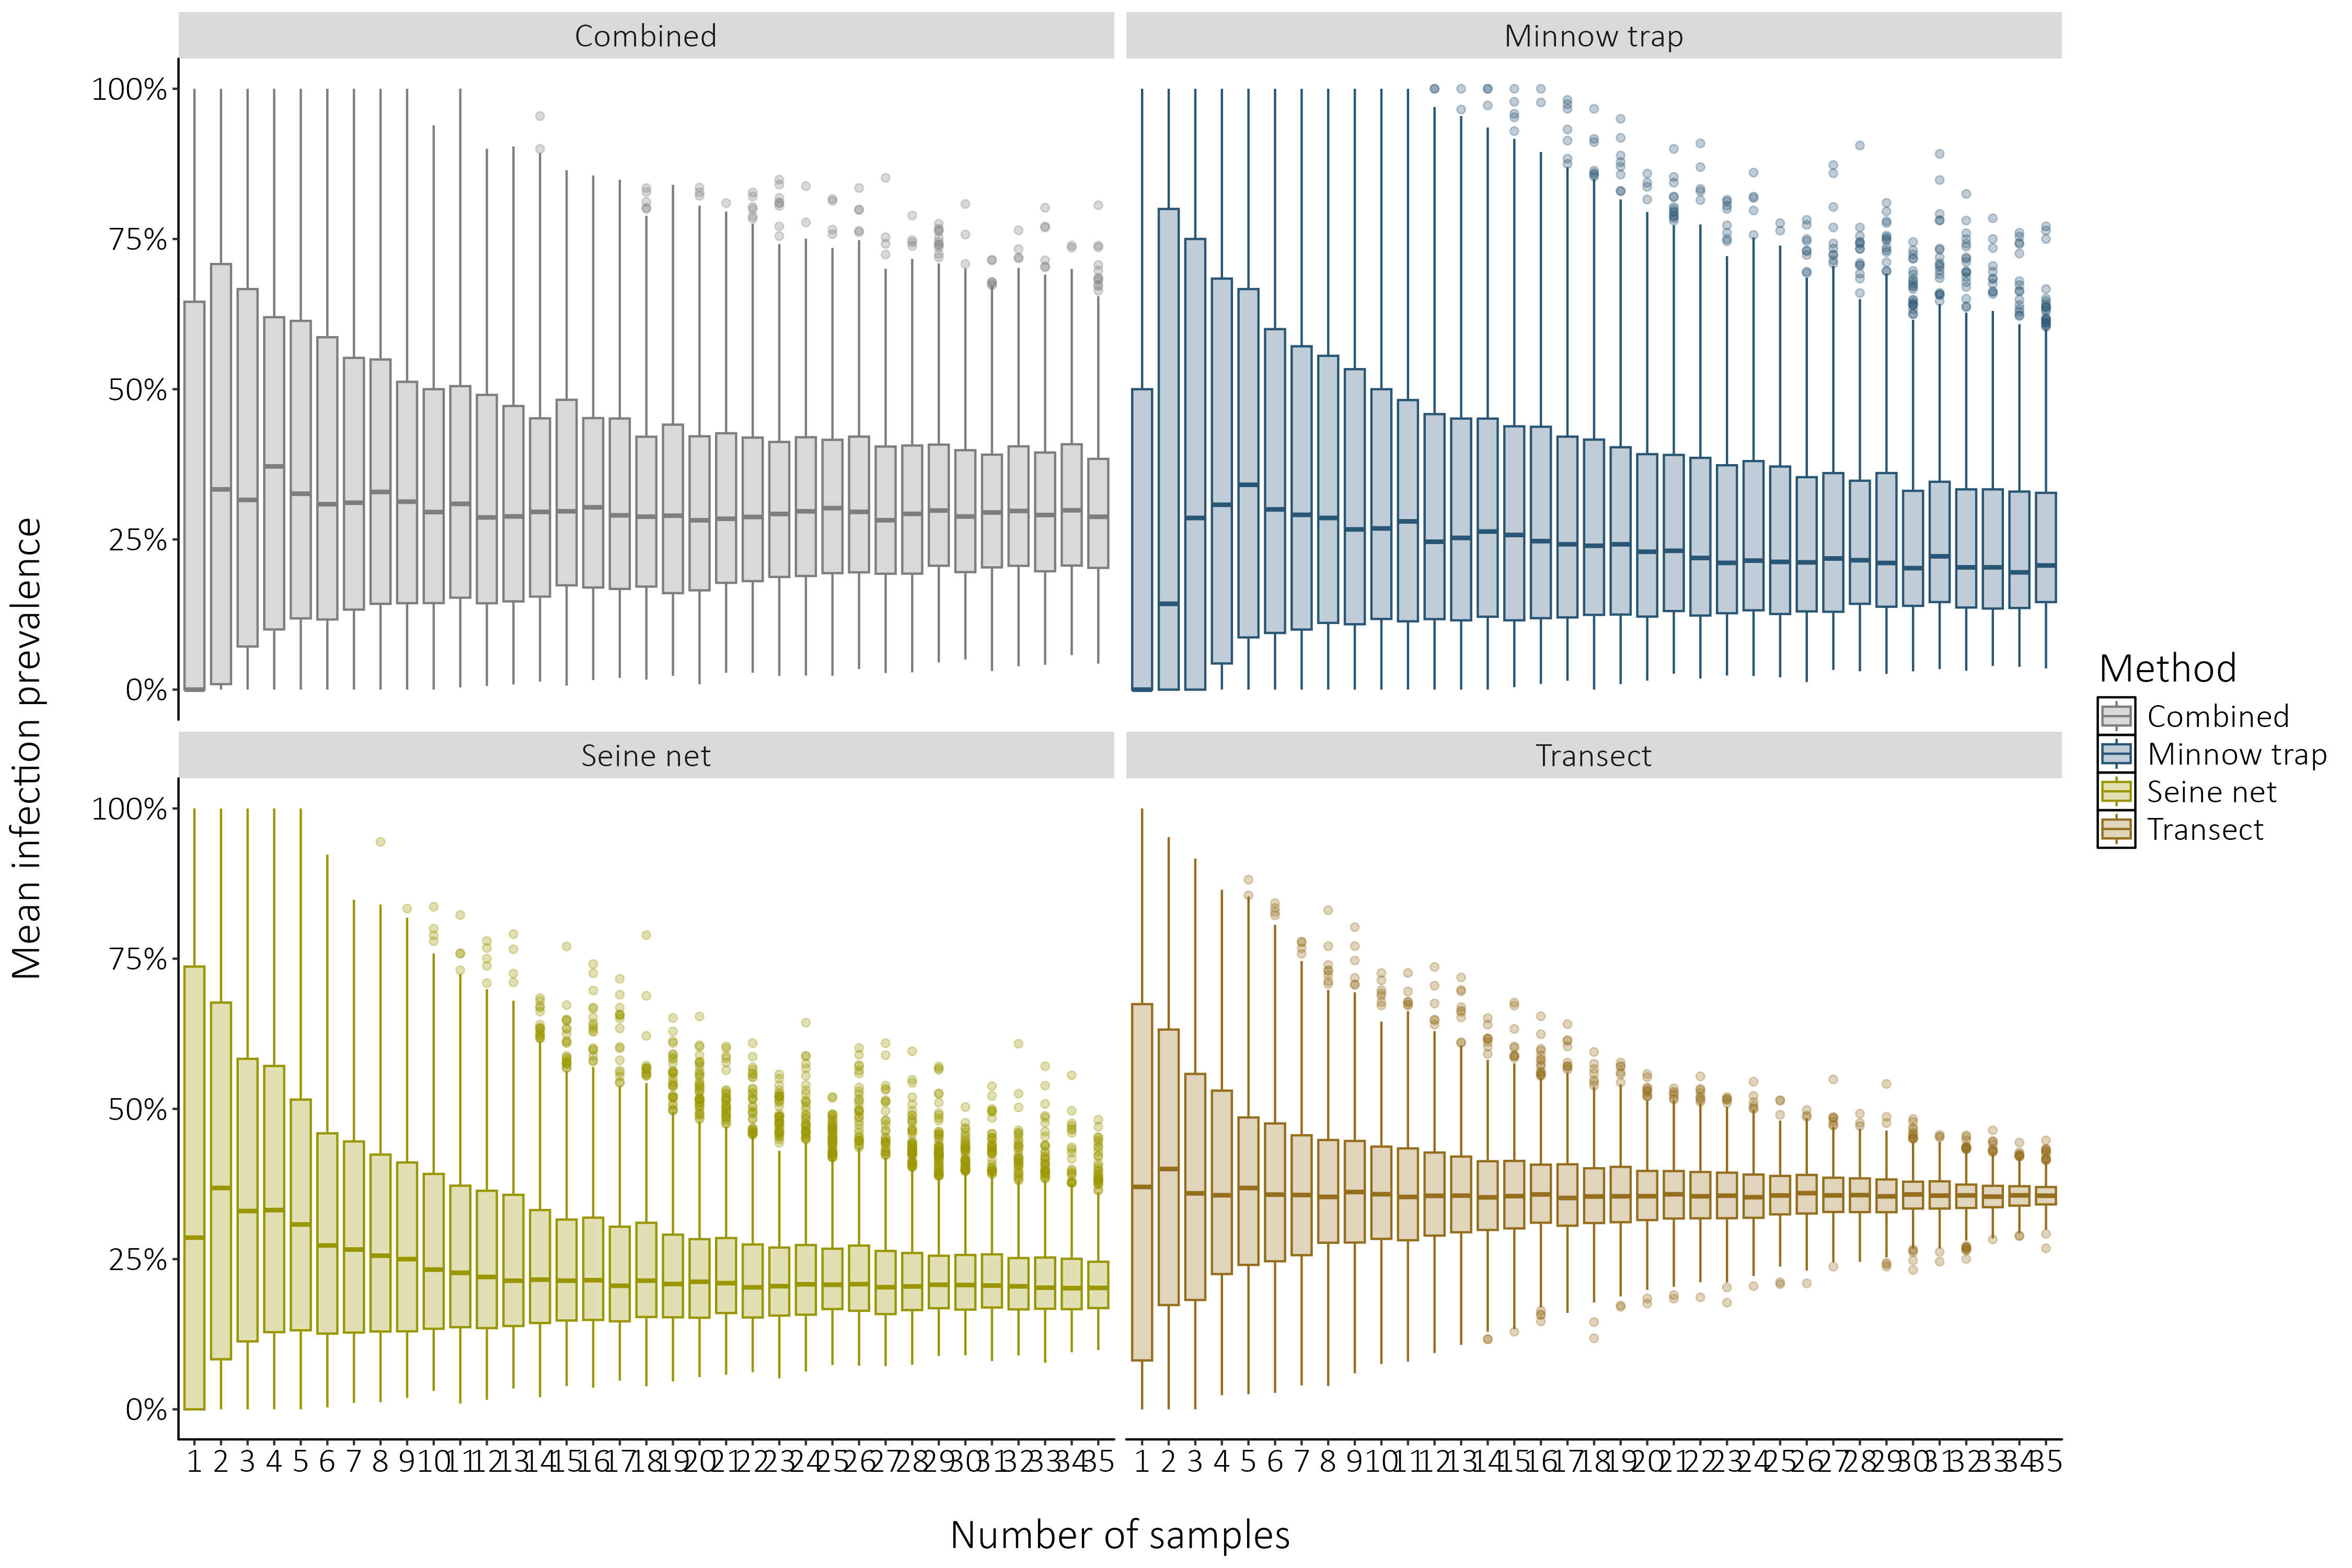 Combined
Minnow trap
100%
75%
50%
25%
0%
Mean infection prevalence
Seine net
Transect
100%
75%
50%
25%
0%
1 2 3 4 5 6 7 8 9 10 11 12 13 14 15 16 17 18 19 20 21 22 23 24 25 26 27 28 29 30 31 32 33 34 35
1 2 3 4 5 6 7 8 9 10 11 12 13 14 15 16 17 18 19 20 21 22 23 24 25 26 27 28 29 30 31 32 33 34 35
Number of samples
Method
Combined
Minnow trap
Seine net
Transect